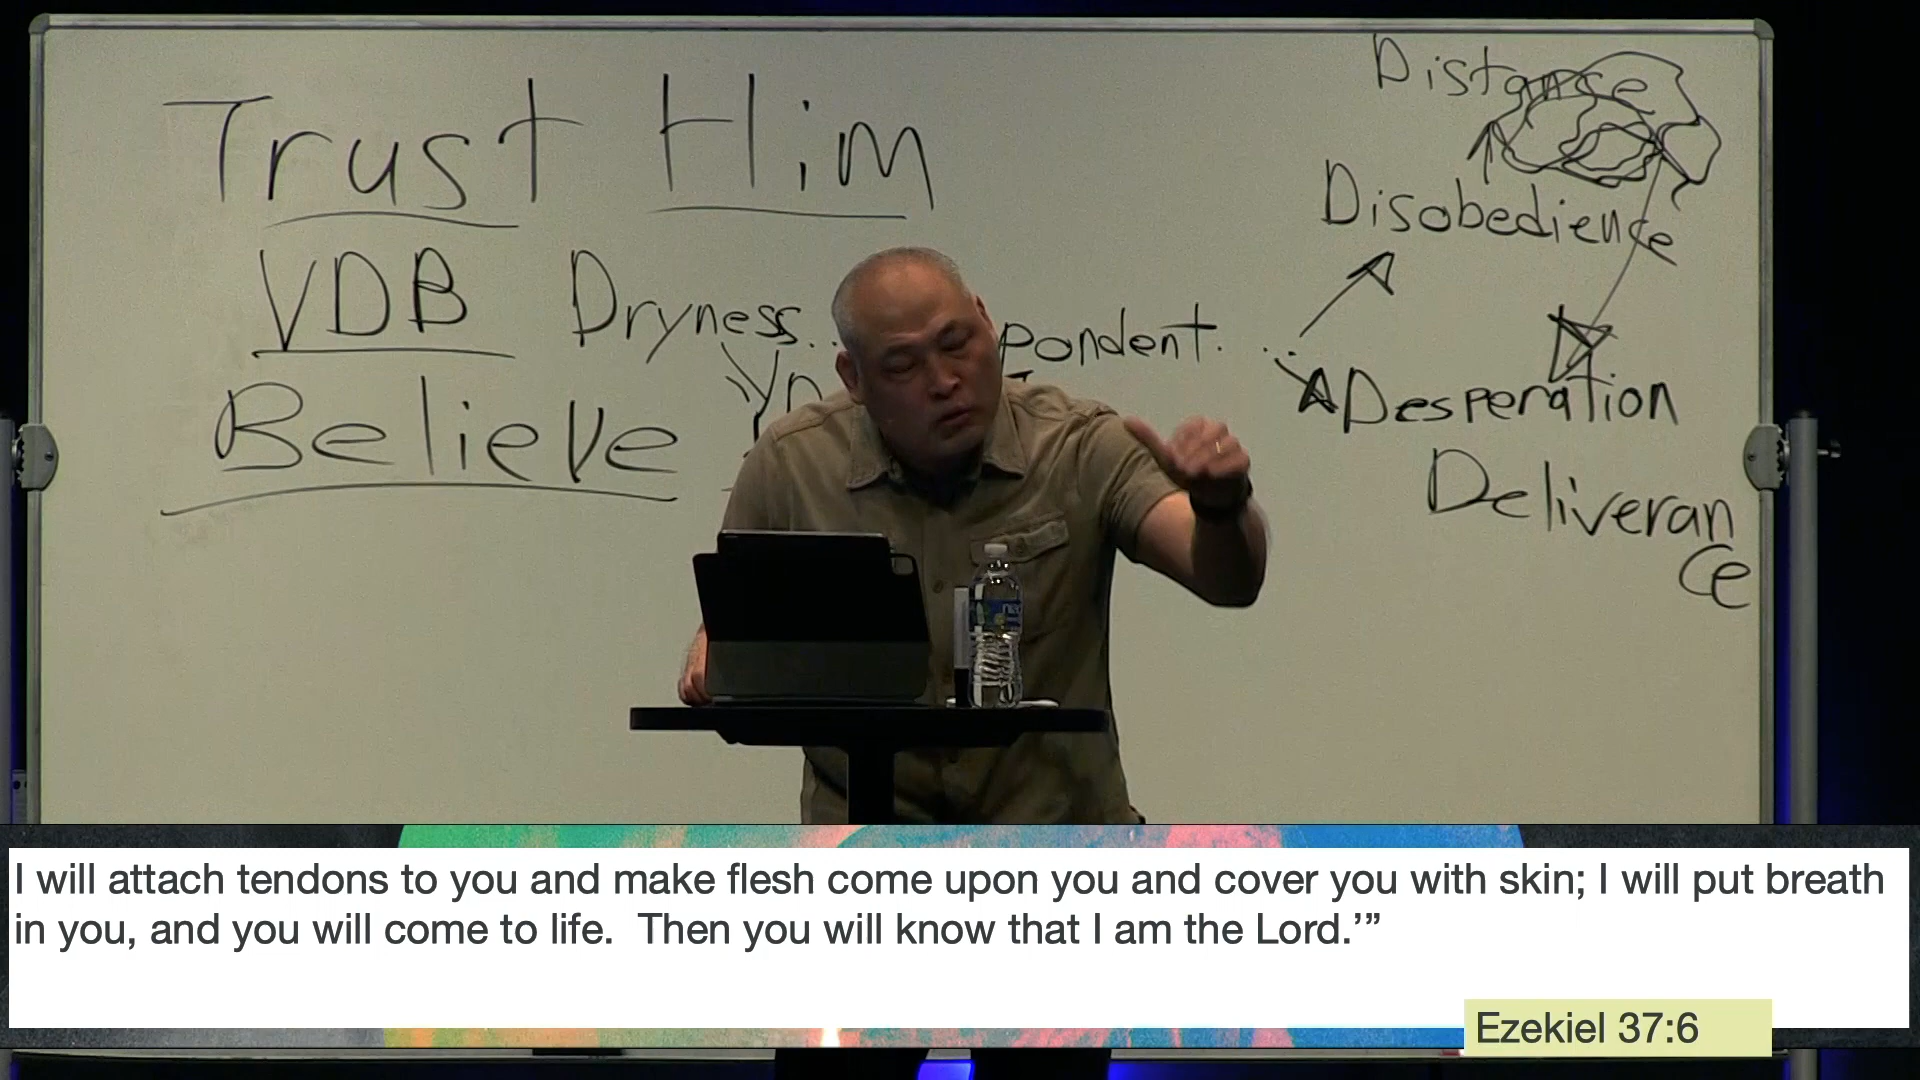 Trust Him
Distance
Disobedience
VDB Dryness... pondent...
Believe
Desperation
Deliveran
ce
I will attach tendons to you and make flesh come upon you and cover you with skin; I will put breath
in you, and you will come to life.  Then you will know that I am the Lord.’”
Ezekiel 37:6